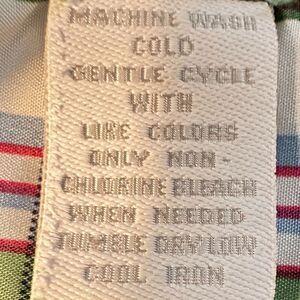 MACHINE WASH
COLD
GENTLE CYCLE
WITH
LIKE COLORS
ONLY NON-
CHLORINE BLEACH
WHEN NEEDED
TUMBLE DRY LOW
COOL IRON